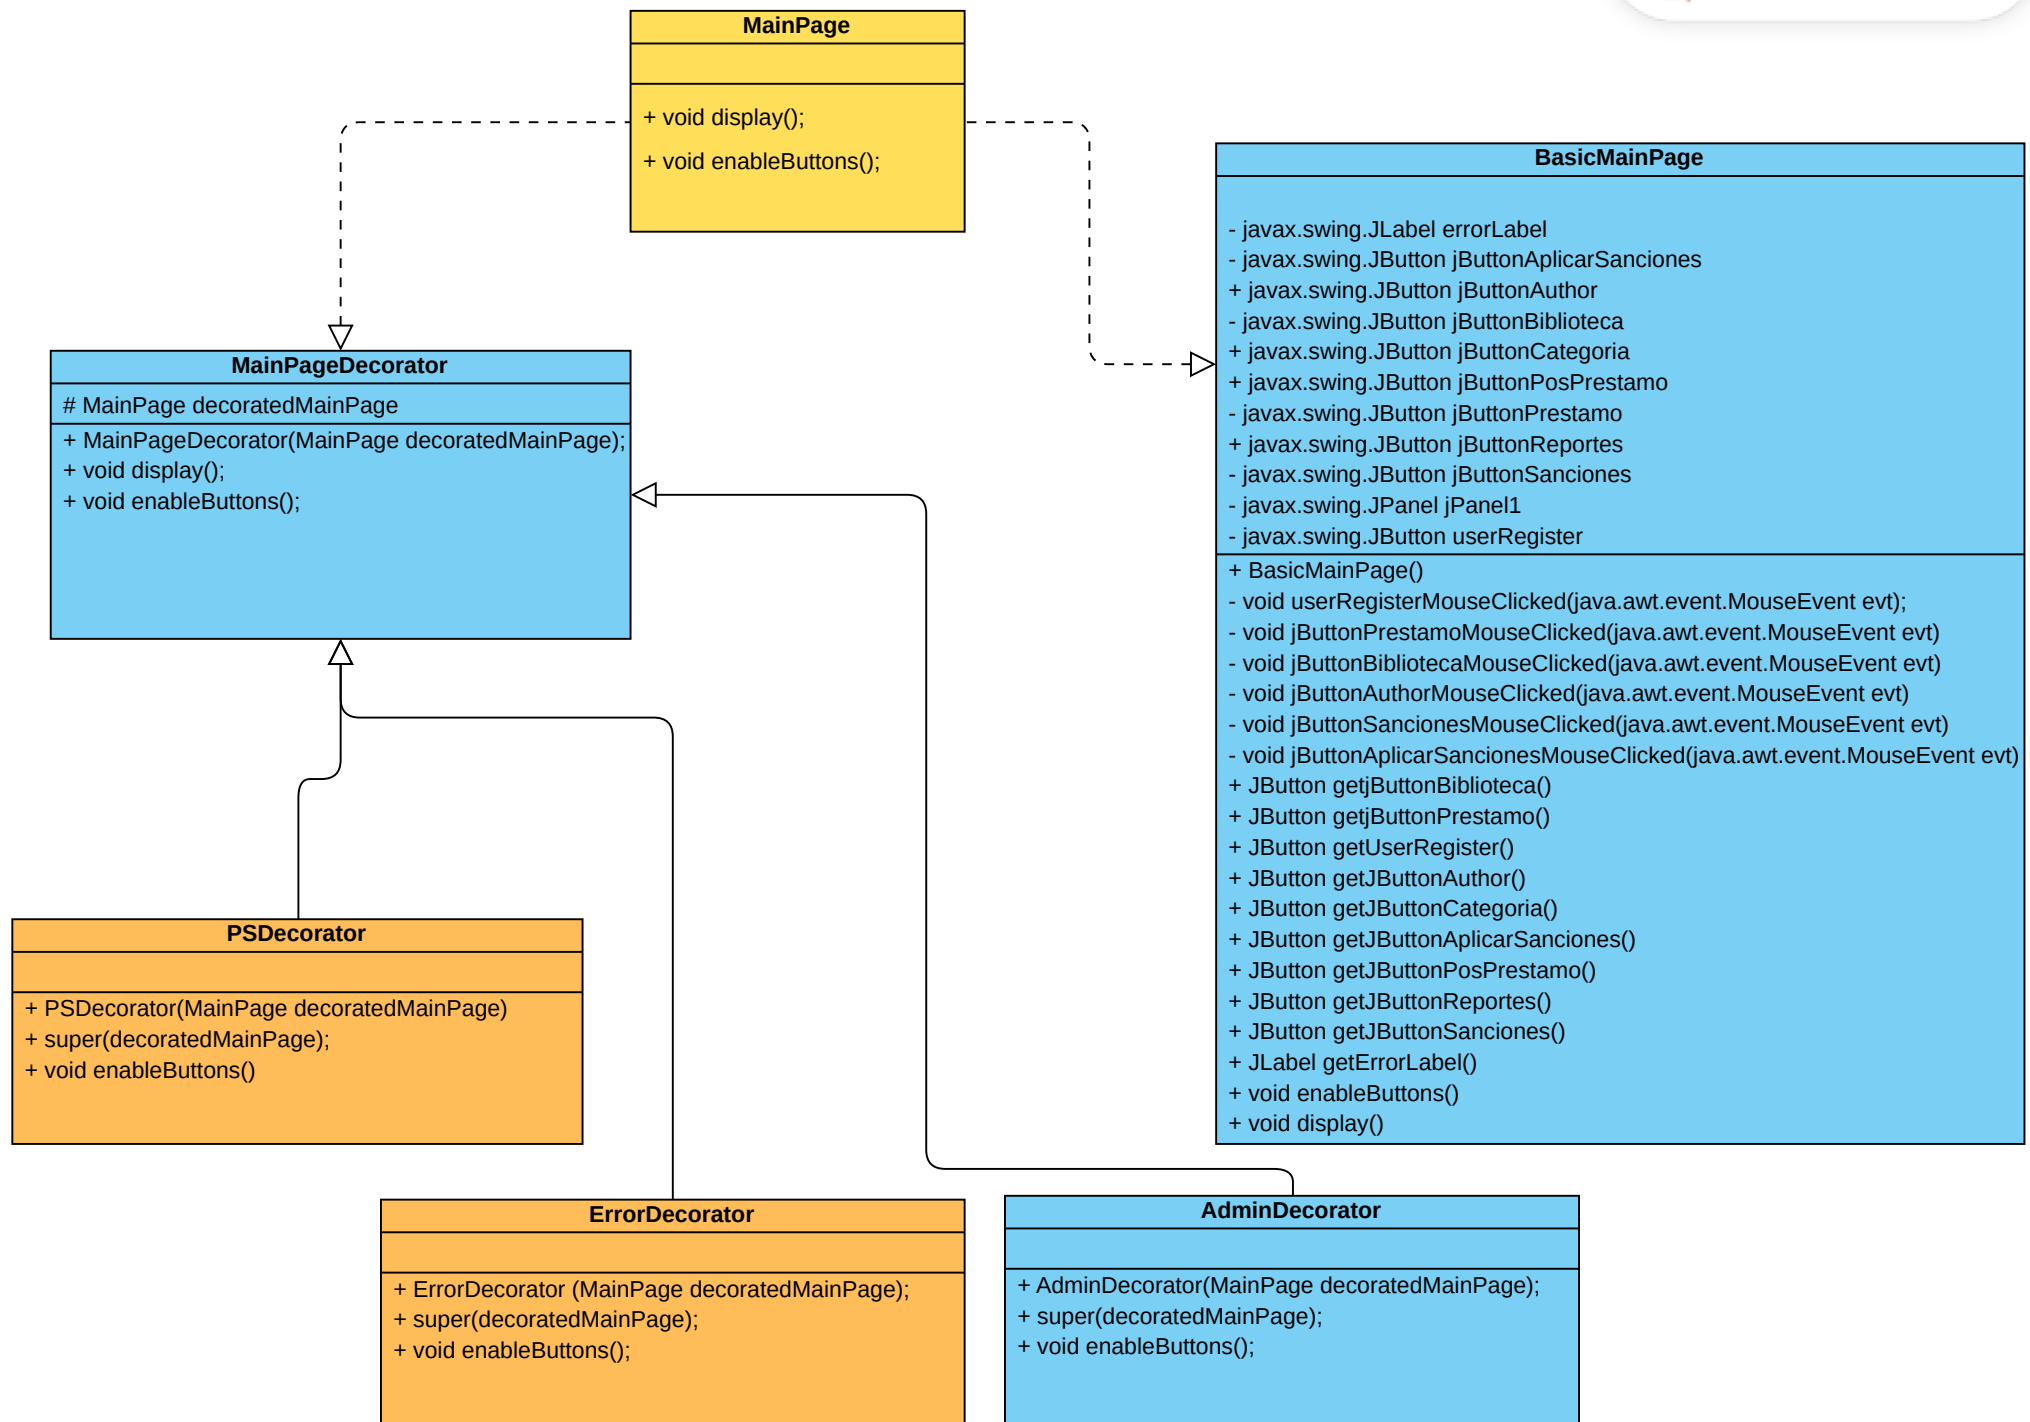 MainPage
+ void display();
+ void enableButtons();
BasicMainPage
- javax.swing.JLabel errorLabel
- javax.swing.JButton jButtonAplicarSanciones
+ javax.swing.JButton jButtonAuthor
- javax.swing.JButton jButtonBiblioteca
+ javax.swing.JButton jButtonCategoria
+ javax.swing.JButton jButtonPosPrestamo
- javax.swing.JButton jButtonPrestamo
+ javax.swing.JButton jButtonReportes
- javax.swing.JButton jButtonSanciones
- javax.swing.JPanel jPanel1
- javax.swing.JButton userRegister
+ BasicMainPage()
- void userRegisterMouseClicked(java.awt.event.MouseEvent evt);
- void jButtonPrestamoMouseClicked(java.awt.event.MouseEvent evt)
- void jButtonBibliotecaMouseClicked(java.awt.event.MouseEvent evt)
- void jButtonAuthorMouseClicked(java.awt.event.MouseEvent evt)
- void jButtonSancionesMouseClicked(java.awt.event.MouseEvent evt)
- void jButtonAplicarSancionesMouseClicked(java.awt.event.MouseEvent evt)
+ JButton getjButtonBiblioteca()
+ JButton getjButtonPrestamo()
+ JButton getUserRegister()
+ JButton getJButtonAuthor()
+ JButton getJButtonCategoria()
+ JButton getJButtonAplicarSanciones()
+ JButton getJButtonPosPrestamo()
+ JButton getJButtonReportes()
+ JButton getJButtonSanciones()
+ JLabel getErrorLabel()
+ void enableButtons()
+ void display()
MainPageDecorator
# MainPage decoratedMainPage
+ MainPageDecorator(MainPage decoratedMainPage);
+ void display();
+ void enableButtons();
PSDecorator
+ PSDecorator(MainPage decoratedMainPage)
+ super(decoratedMainPage);
+ void enableButtons()
ErrorDecorator
+ ErrorDecorator (MainPage decoratedMainPage);
+ super(decoratedMainPage);
+ void enableButtons();
AdminDecorator
+ AdminDecorator(MainPage decoratedMainPage);
+ super(decoratedMainPage);
+ void enableButtons();